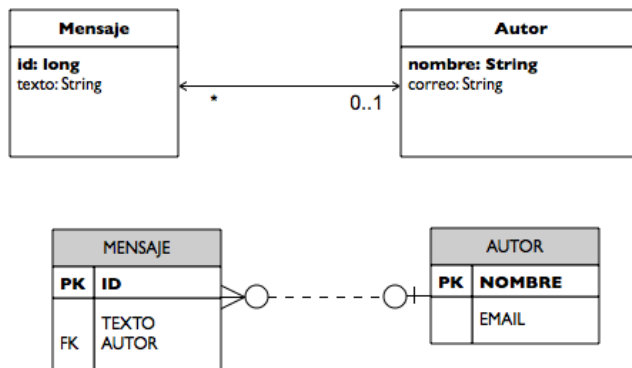 Mensaje
id: long
texto: String
* 0..1
Autor
nombre: String
correo: String
MENSAJE
PK ID
TEXTO
FK AUTOR
AUTOR
PK NOMBRE
EMAIL